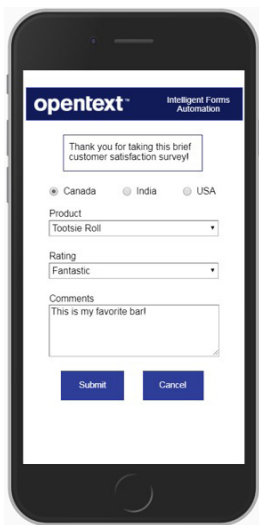 opentext™
Intelligent Forms
Automation
Thank you for taking this brief
customer satisfaction survey!
Canada India USA
Product
Tootsie Roll
Rating
Fantastic
Comments
This is my favorite bar!
Submit Cancel